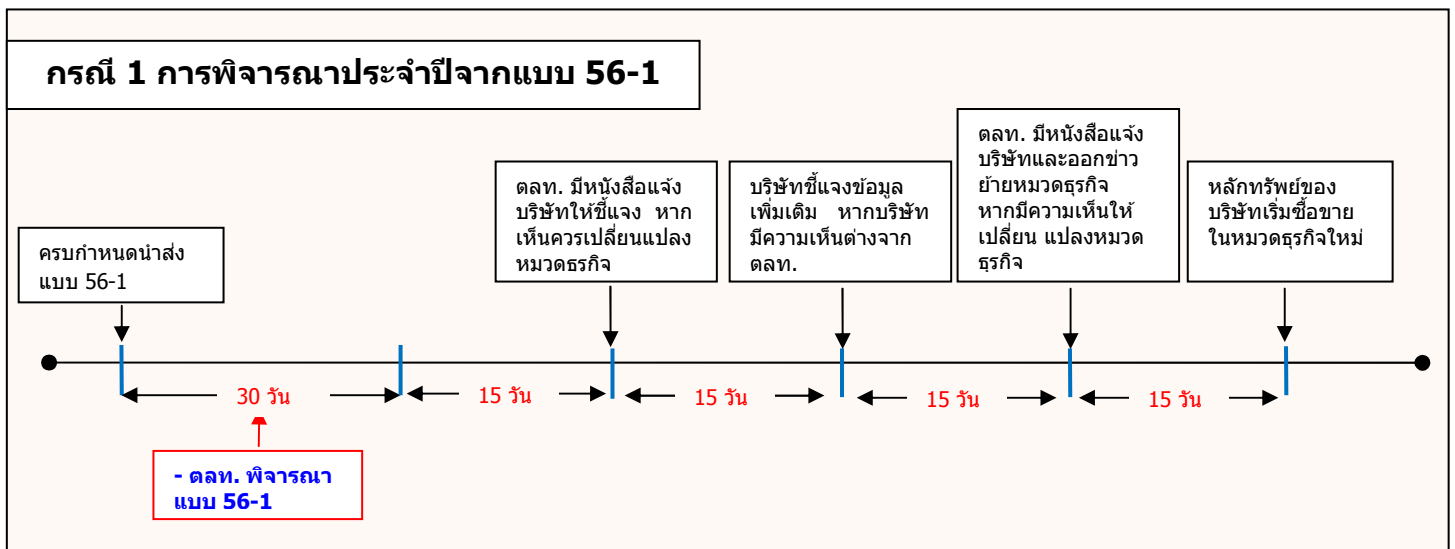 กรณี 1 การพิจารณาประจำปีจากแบบ 56-1
ครบกำหนดนำส่ง
แบบ 56-1
ตลท. มีหนังสือแจ้ง
บริษัทให้ชี้แจง หาก
เห็นควรเปลี่ยนแปลง
หมวดธรกิจ
บริษัทชี้แจงข้อมูล
เพิ่มเติม หากบริษัท
มีความเห็นต่างจาก
ตลท.
ตลท. มีหนังสือแจ้ง
บริษัทและออกข่าว
ย้ายหมวดธุรกิจ
หากมีความเห็นให้
เปลี่ยน แปลงหมวด
ธุรกิจ
หลักทรัพย์ของ
บริษัทเริ่มซื้อขาย
ในหมวดธุรกิจใหม่
30 วัน
15 วัน
15 วัน
15 วัน
15 วัน
- ตลท. พิจารณา
แบบ 56-1